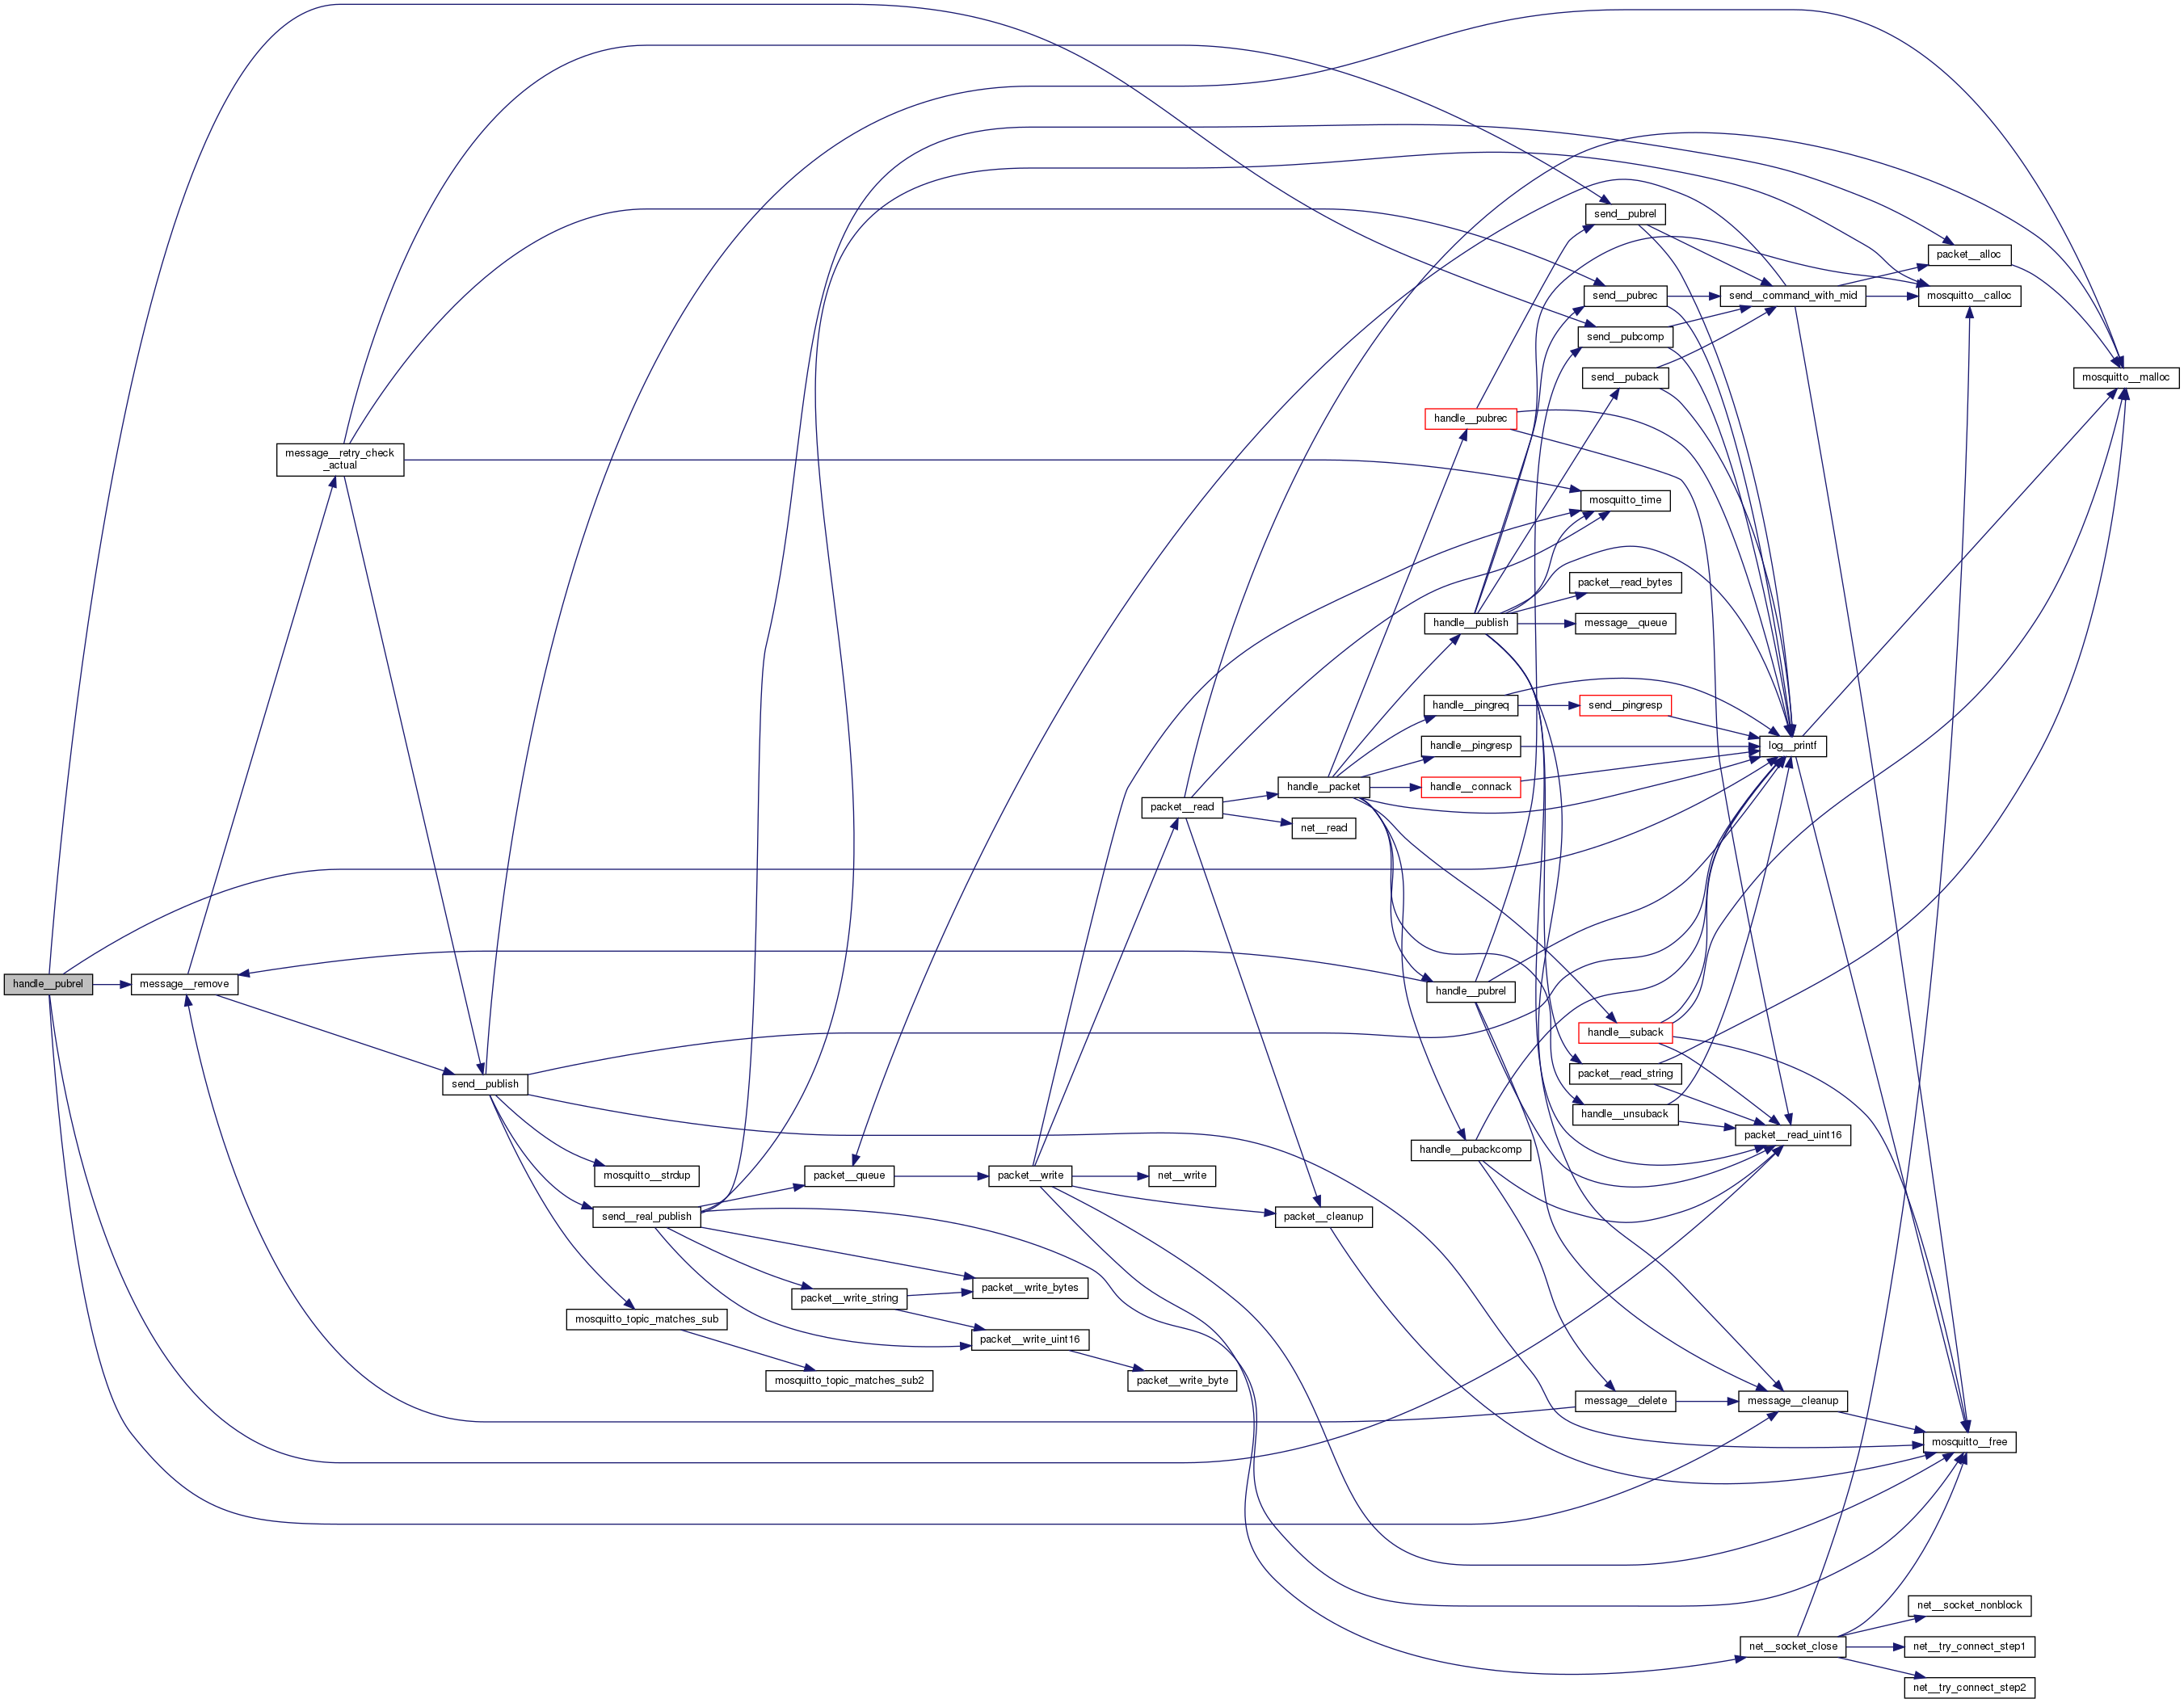 send__pubrel
packet__alloc
send__pubrec
send__command_with_mid
mosquitto__calloc
send__pubcomp
send__puback
mosquitto__malloc
handle__pubrec
message__retry_check
_actual
mosquitto_time
packet__read_bytes
handle__publish
message__queue
handle__pingreq
send__pingresp
handle__pingresp
log__printf
handle__packet
handle__connack
packet__read
net__read
handle__pubrel
message__remove
handle__pubrel
handle__suback
send__publish
packet__read_string
handle__unsuback
packet__read_uint16
handle__pubackcomp
mosquitto__strdup
packet__queue
packet__write
net__write
send__real_publish
packet__cleanup
packet__write_bytes
packet__write_string
mosquitto_topic_matches_sub
packet__write_uint16
mosquitto_topic_matches_sub2
packet__write_byte
message__delete
message__cleanup
mosquitto__free
net__socket_nonblock
net__socket_close
net__try_connect_step1
net__try_connect_step2